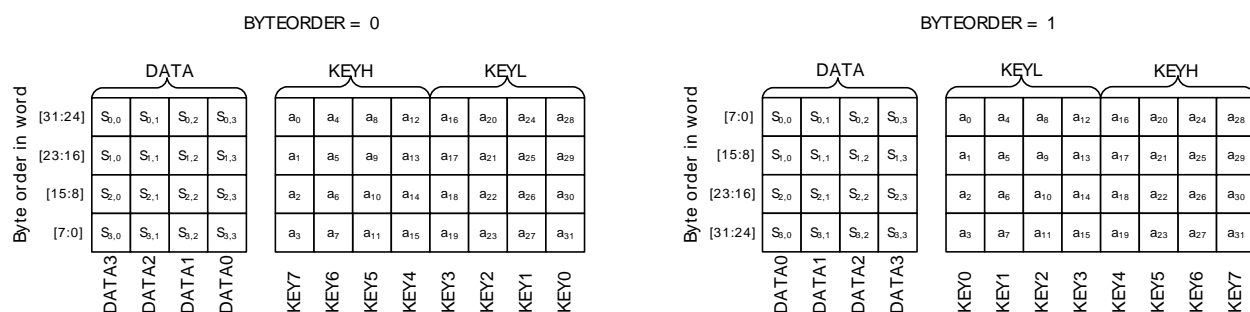 BYTEORDER = 0
DATA KEYH KEYL
Byte order in word
[31:24] S0,0 S0,1 S0,2 S0,3 a0 a4 a8 a12 a16 a20 a24 a28
[23:16] S1,0 S1,1 S1,2 S1,3 a1 a5 a9 a13 a17 a21 a25 a29
[15:8] S2,0 S2,1 S2,2 S2,3 a2 a6 a10 a14 a18 a22 a26 a30
[7:0] S3,0 S3,1 S3,2 S3,3 a3 a7 a11 a15 a19 a23 a27 a31
DATA3 DATA2 DATA1 DATA0 KEY7 KEY6 KEY5 KEY4 KEY3 KEY2 KEY1 KEY0
BYTEORDER = 1
DATA KEYL KEYH
Byte order in word
[7:0] S0,0 S0,1 S0,2 S0,3 a0 a4 a8 a12 a16 a20 a24 a28
[15:8] S1,0 S1,1 S1,2 S1,3 a1 a5 a9 a13 a17 a21 a25 a29
[23:16] S2,0 S2,1 S2,2 S2,3 a2 a6 a10 a14 a18 a22 a26 a30
[31:24] S3,0 S3,1 S3,2 S3,3 a3 a7 a11 a15 a19 a23 a27 a31
DATA0 DATA1 DATA2 DATA3 KEY0 KEY1 KEY2 KEY3 KEY4 KEY5 KEY6 KEY7